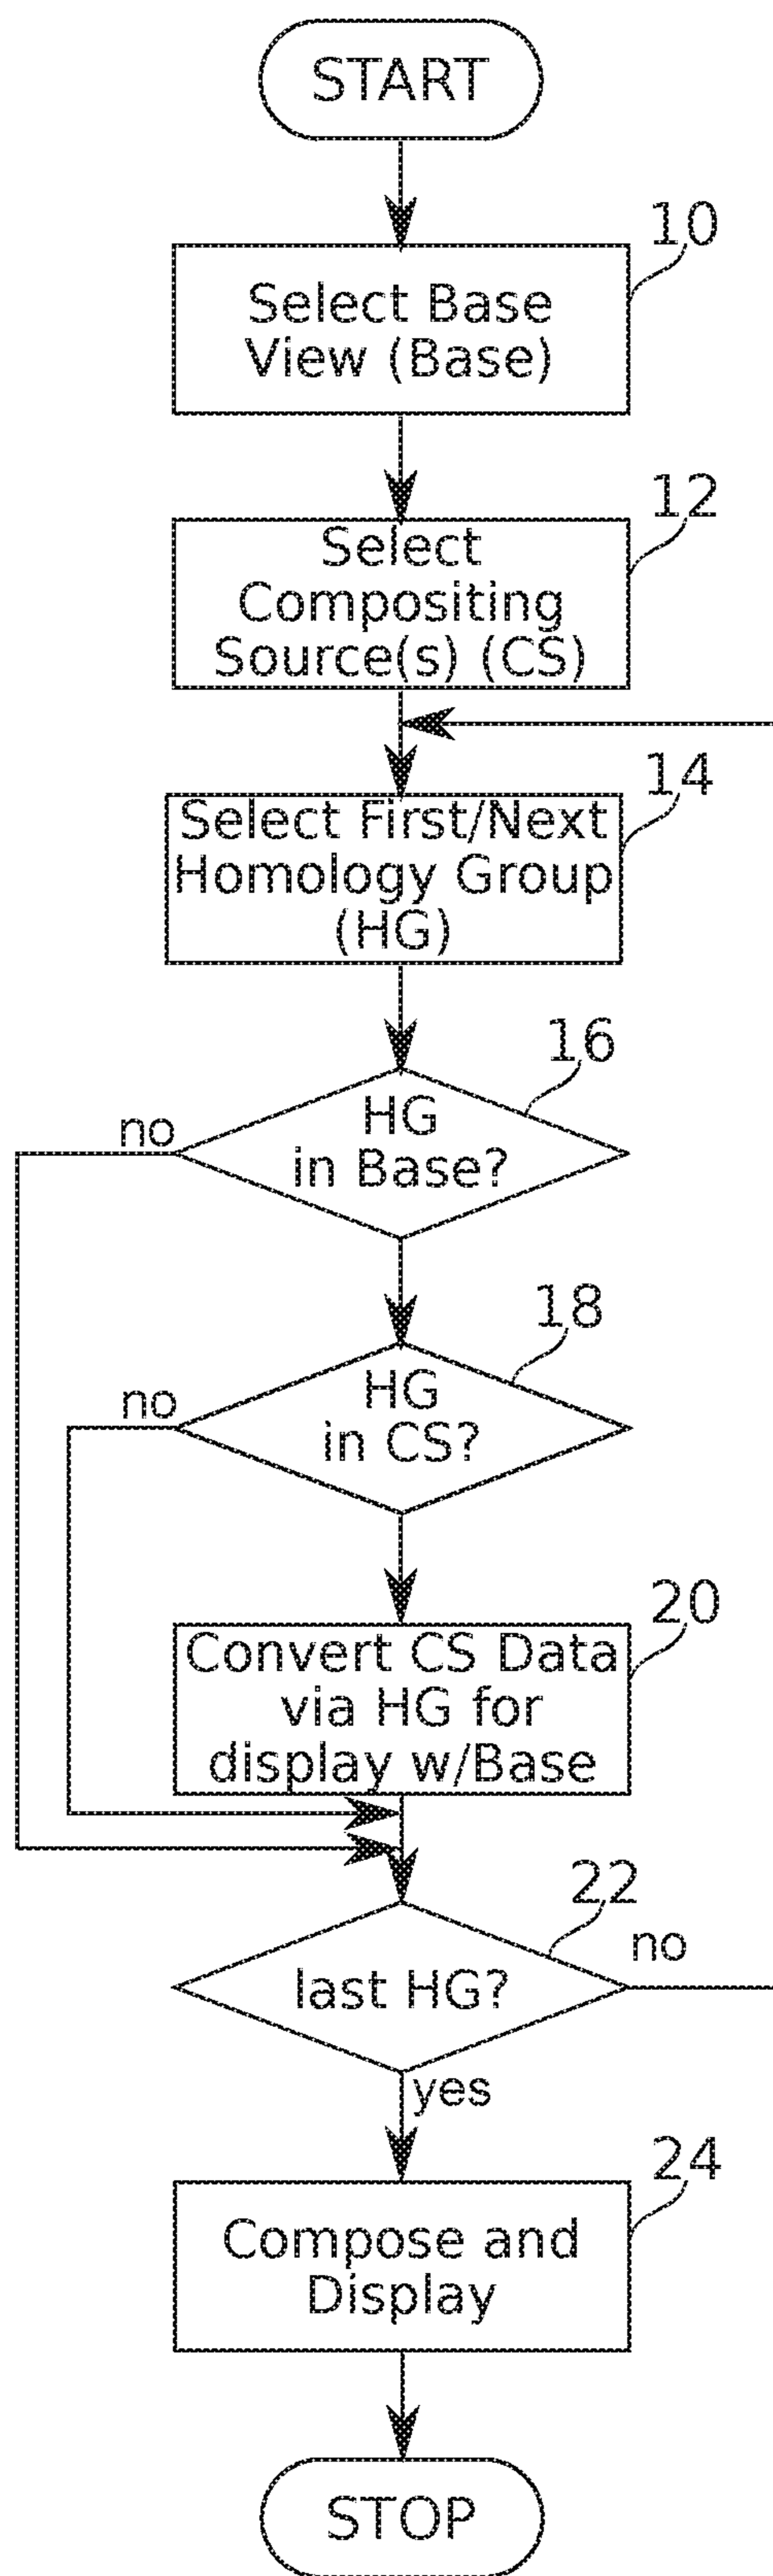 START
10
Select Base
View (Base)
12
Select
Compositing
Source(s) (CS)
14
Select First/Next
Homology Group
(HG)
16
no
HG
in Base?
18
no
HG
in CS?
20
Convert CS Data
via HG for
display w/Base
22
no
last HG?
yes
24
Compose and
Display
STOP